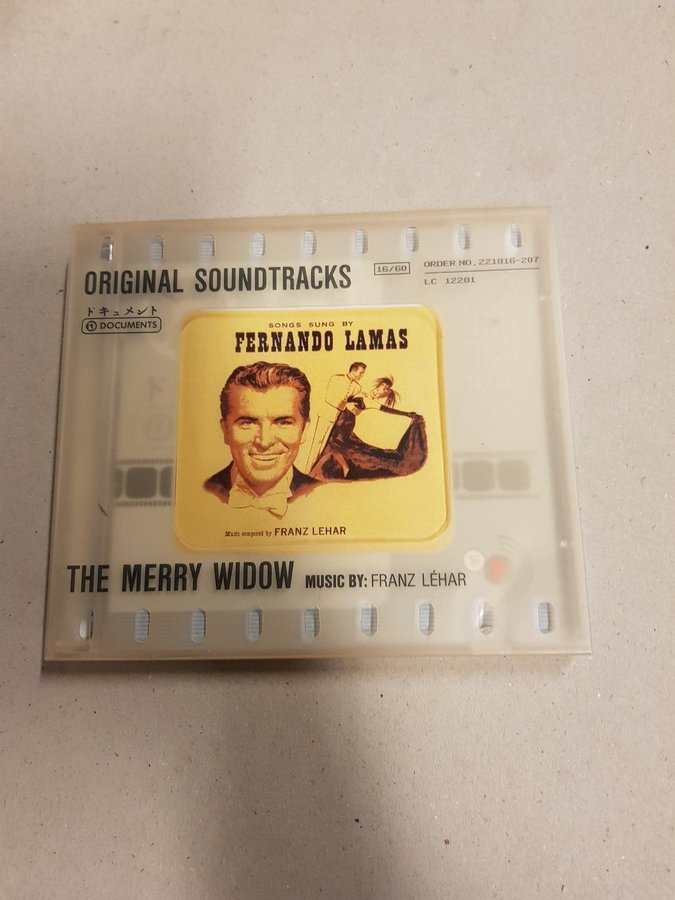 ORIGINAL SOUNDTRACKS
16/60
ORDER NO. 221816-207
LC 12281
ドキュメント
DOCUMENTS
SONGS SUNG BY
FERNANDO LAMAS
Music composed by FRANZ LEHAR
THE MERRY WIDOW MUSIC BY: FRANZ LÉHAR